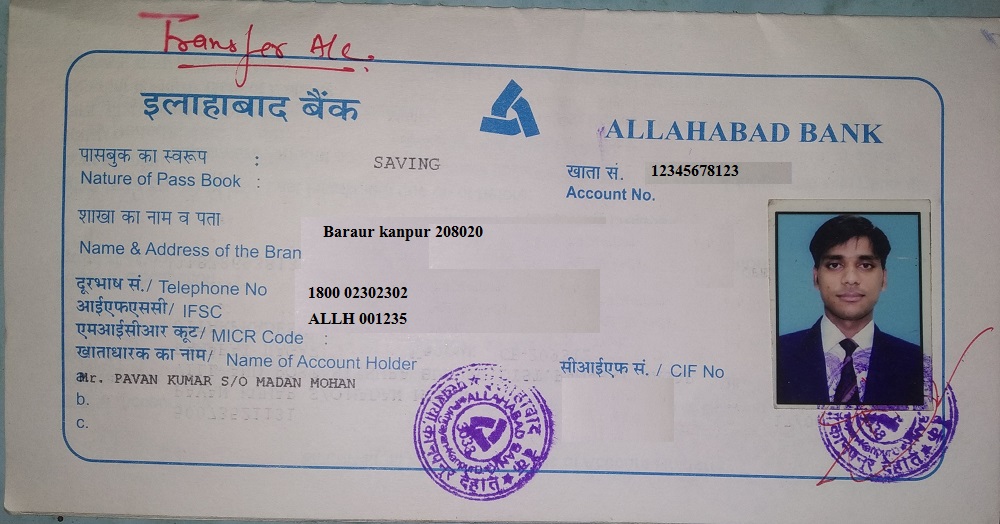 Transfer A/c.
इलाहाबाद बैंक
ALLAHABAD BANK
पासबुक का स्वरूप :
Nature of Pass Book :
SAVING
खाता सं. 12345678123
Account No.
शाखा का नाम व पता
Name & Address of the Bran
Baraur kanpur 208020
दूरभाष सं./ Telephone No
1800 02302302
आईएफएससी/ IFSC
ALLH 001235
एमआईसीआर कूट/ MICR Code :
खाताधारक का नाम/ Name of Account Holder
सीआईएफ सं. / CIF No
Mr. PAVAN KUMAR S/O MADAN MOHAN
b.
c.
ALLAHABAD BANK
कानपुर देहात